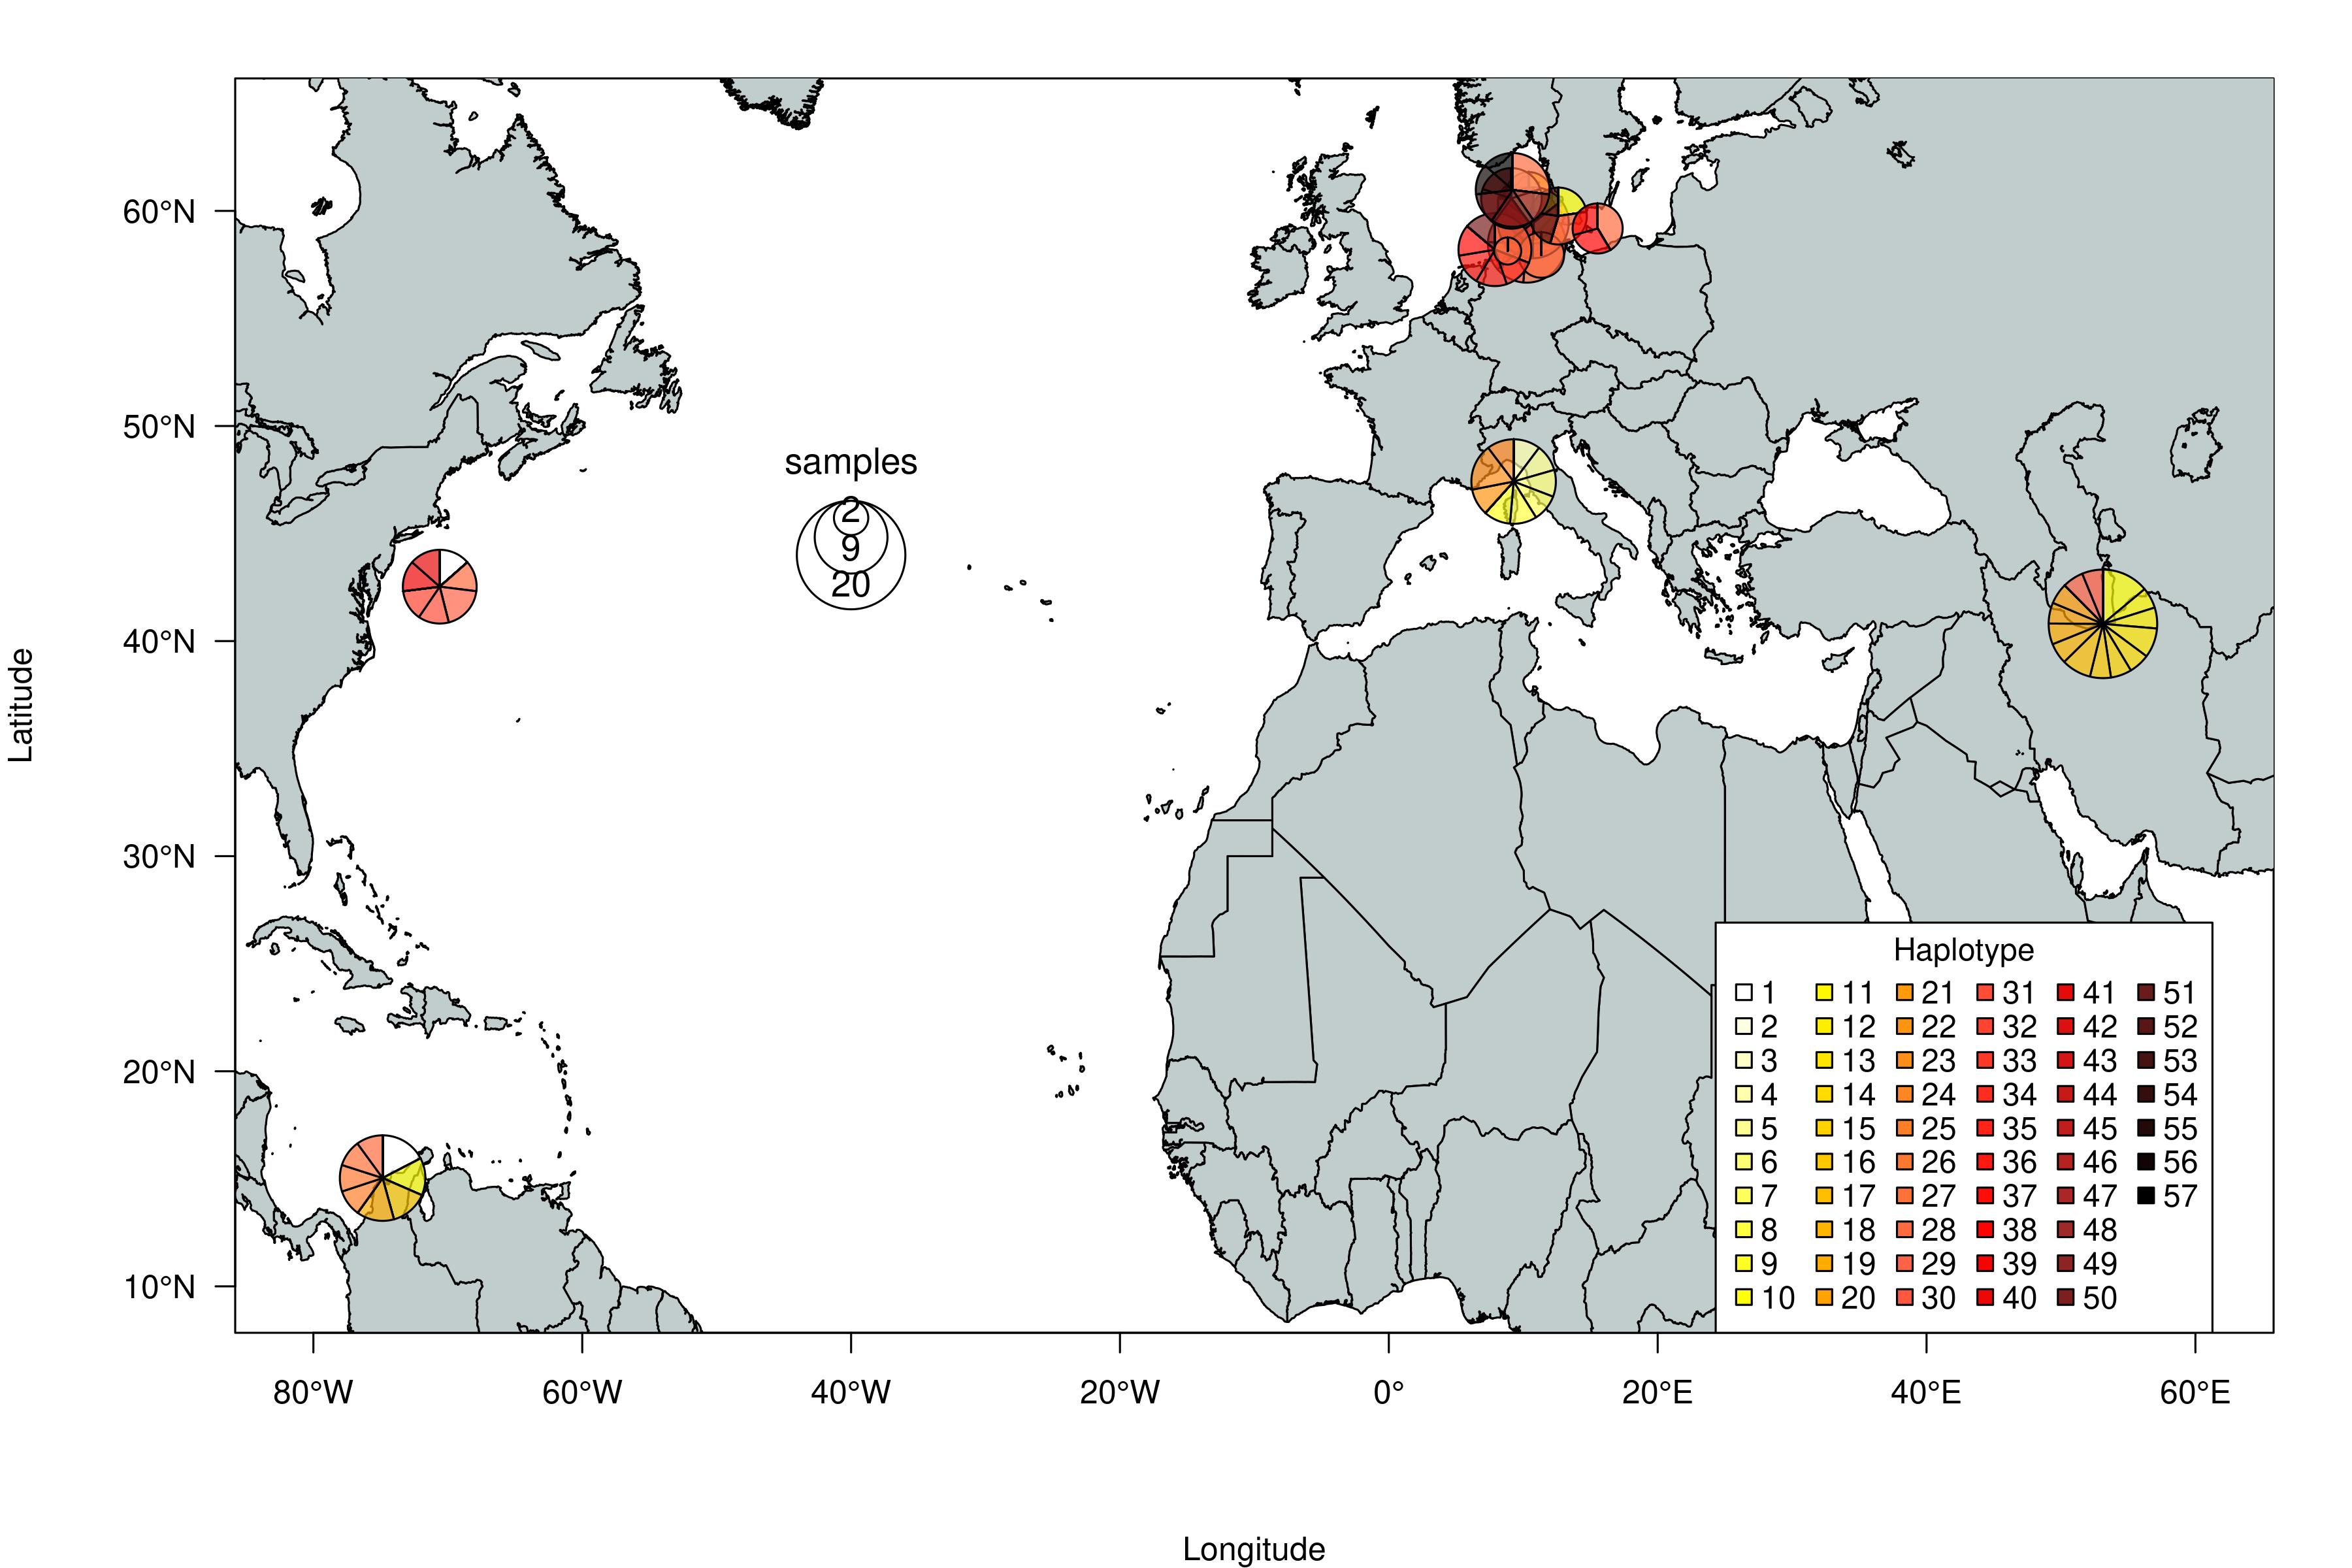 60°N
50°N
40°N
30°N
20°N
10°N
Latitude
samples
2
9
20
Haplotype
1 11 21 31 41 51
2 12 22 32 42 52
3 13 23 33 43 53
4 14 24 34 44 54
5 15 25 35 45 55
6 16 26 36 46 56
7 17 27 37 47 57
8 18 28 38 48
9 19 29 39 49
10 20 30 40 50
80°W 60°W 40°W 20°W 0° 20°E 40°E 60°E
Longitude